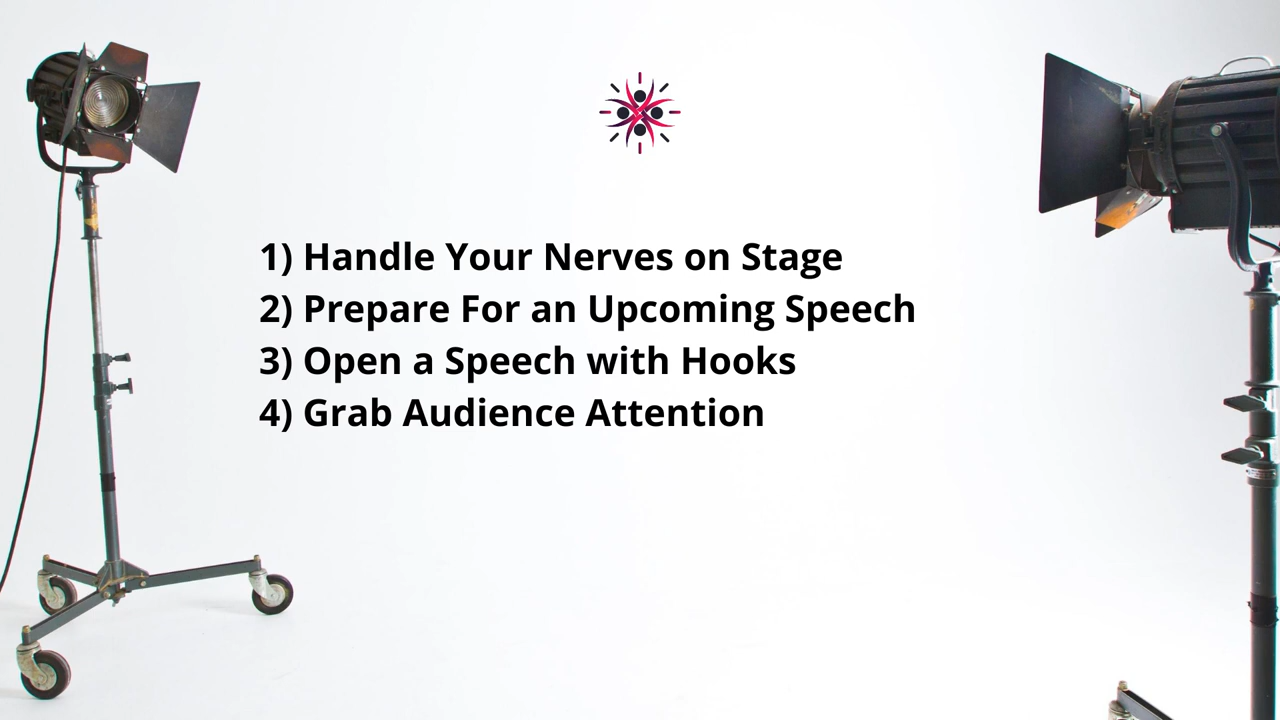 1) Handle Your Nerves on Stage
2) Prepare For an Upcoming Speech
3) Open a Speech with Hooks
4) Grab Audience Attention